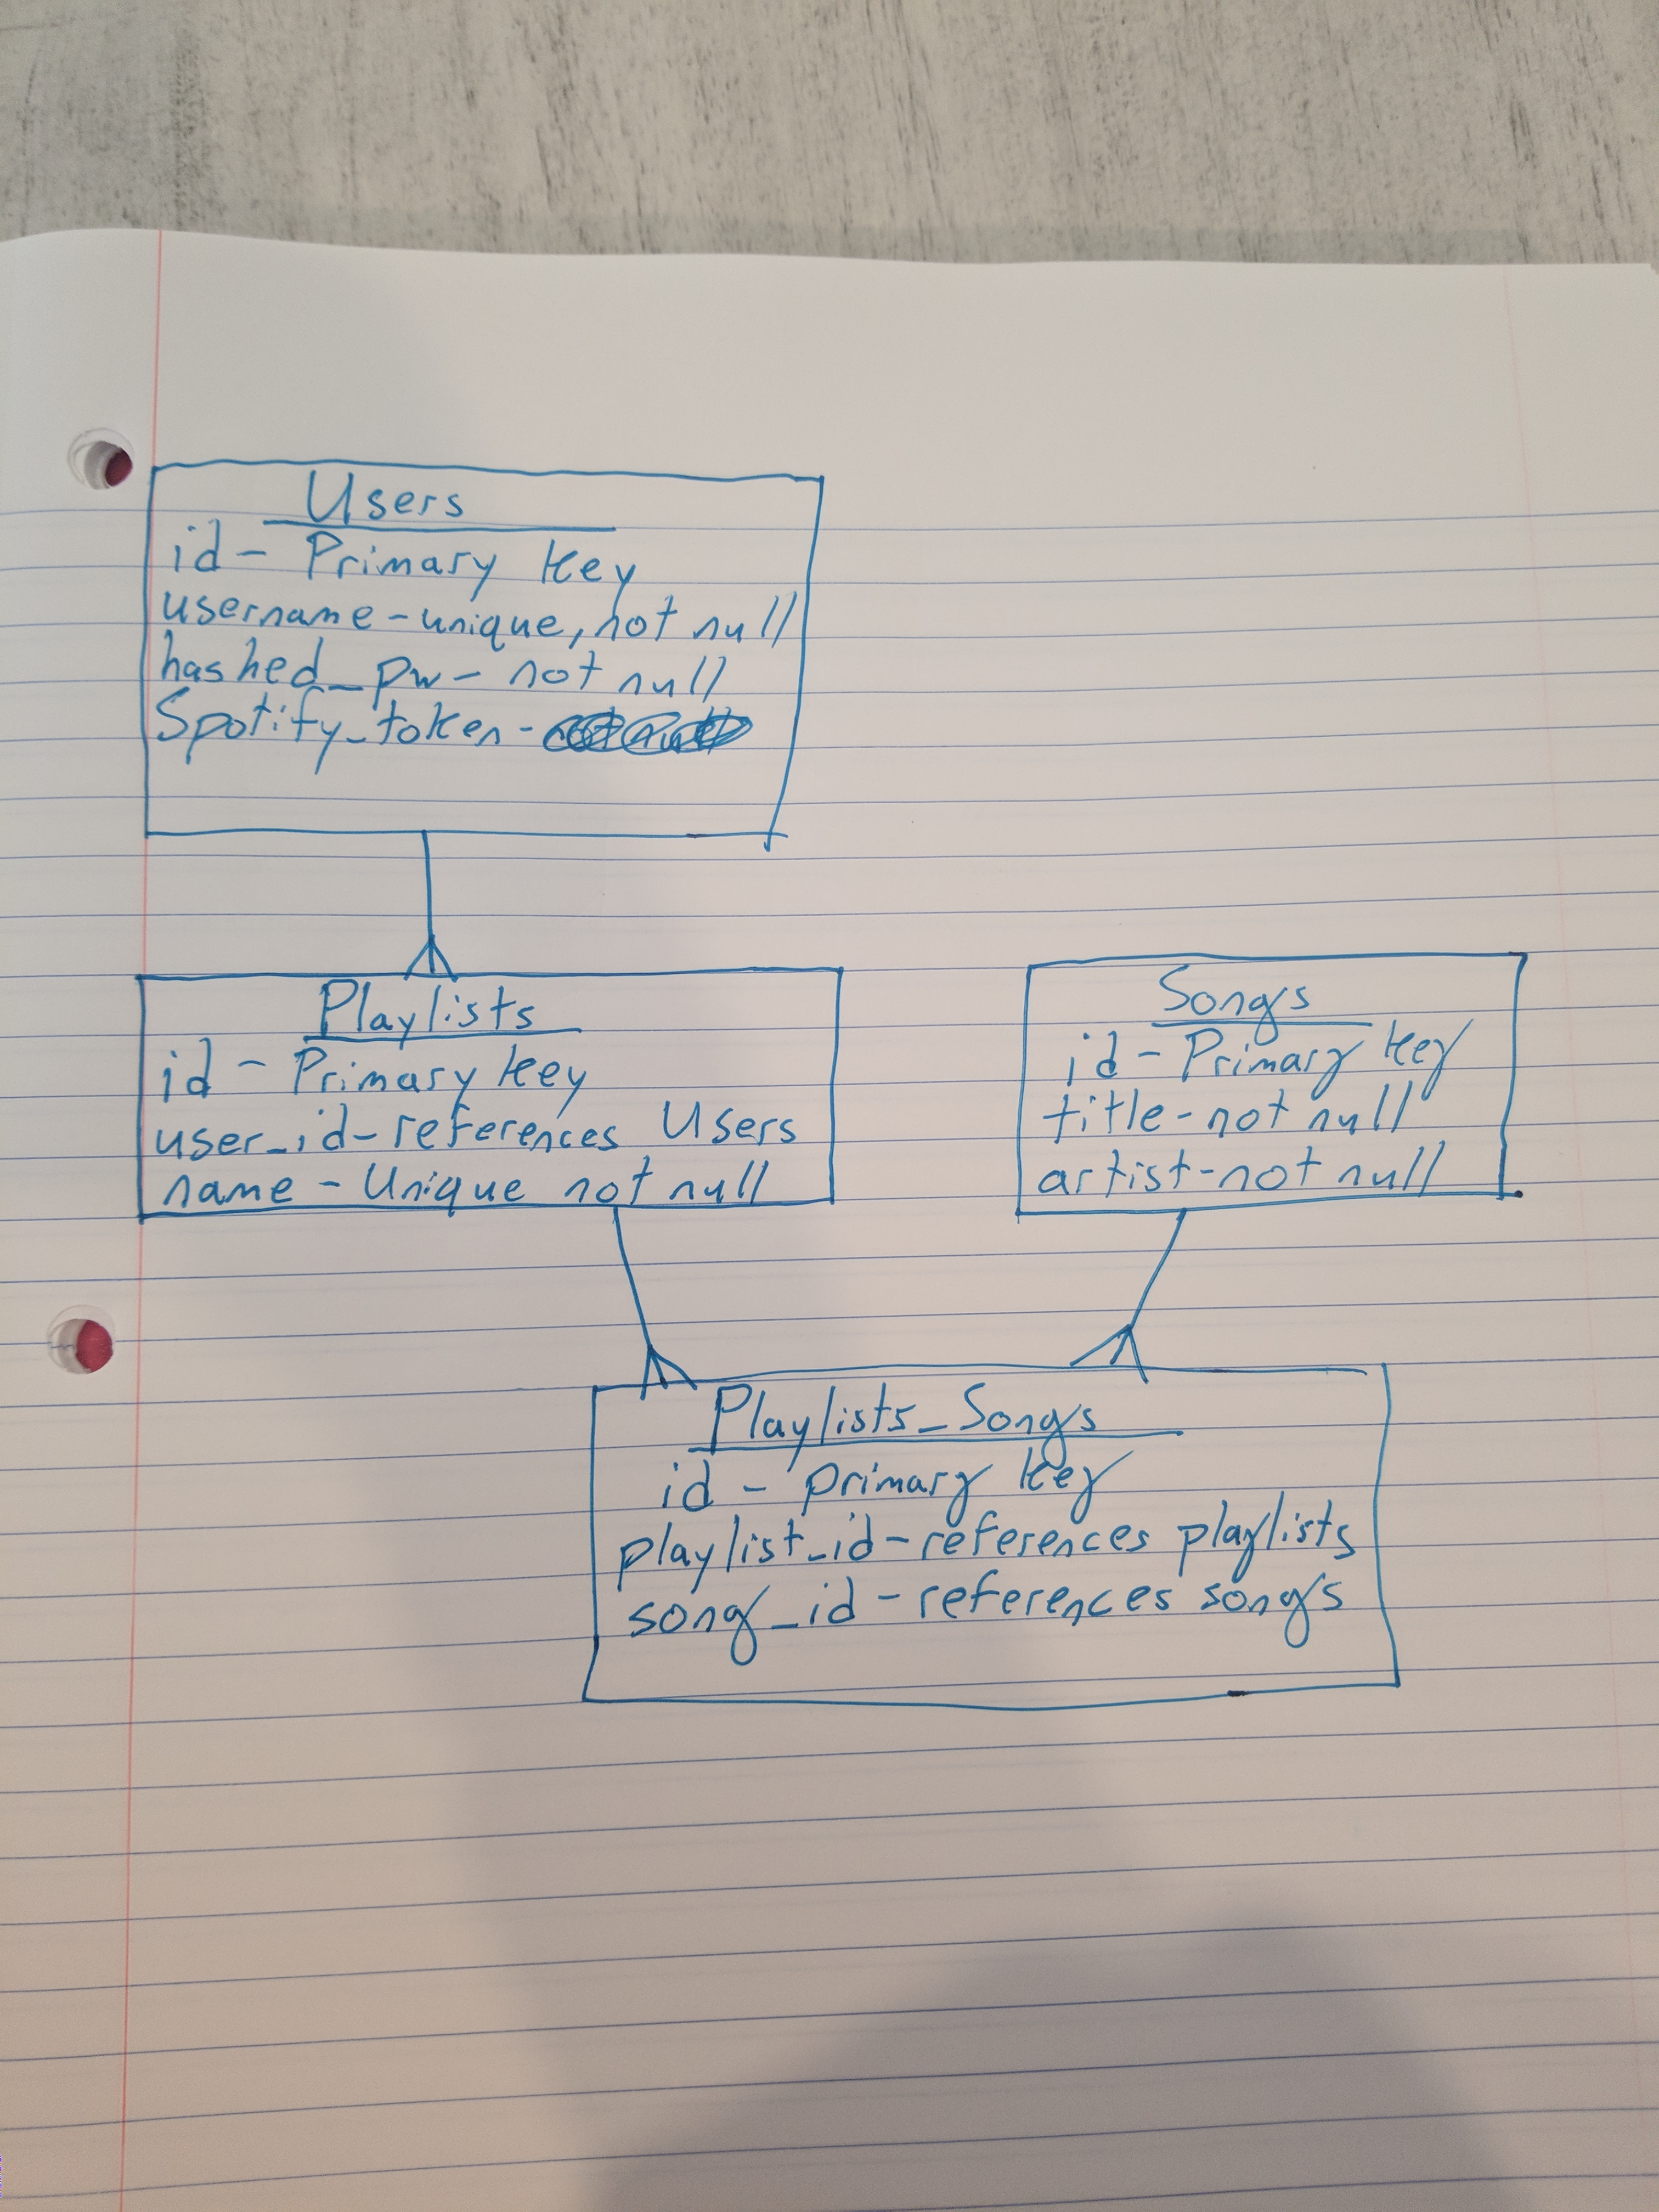 Users
id - Primary Key
username - unique, not null
hashed_pw - not null
Spotify_token -
Playlists
id - Primary Key
user_id - references Users
name - Unique not null
Songs
id - Primary Key
title - not null
artist - not null
Playlists_Songs
id - primary key
playlist_id - references playlists
song_id - references songs